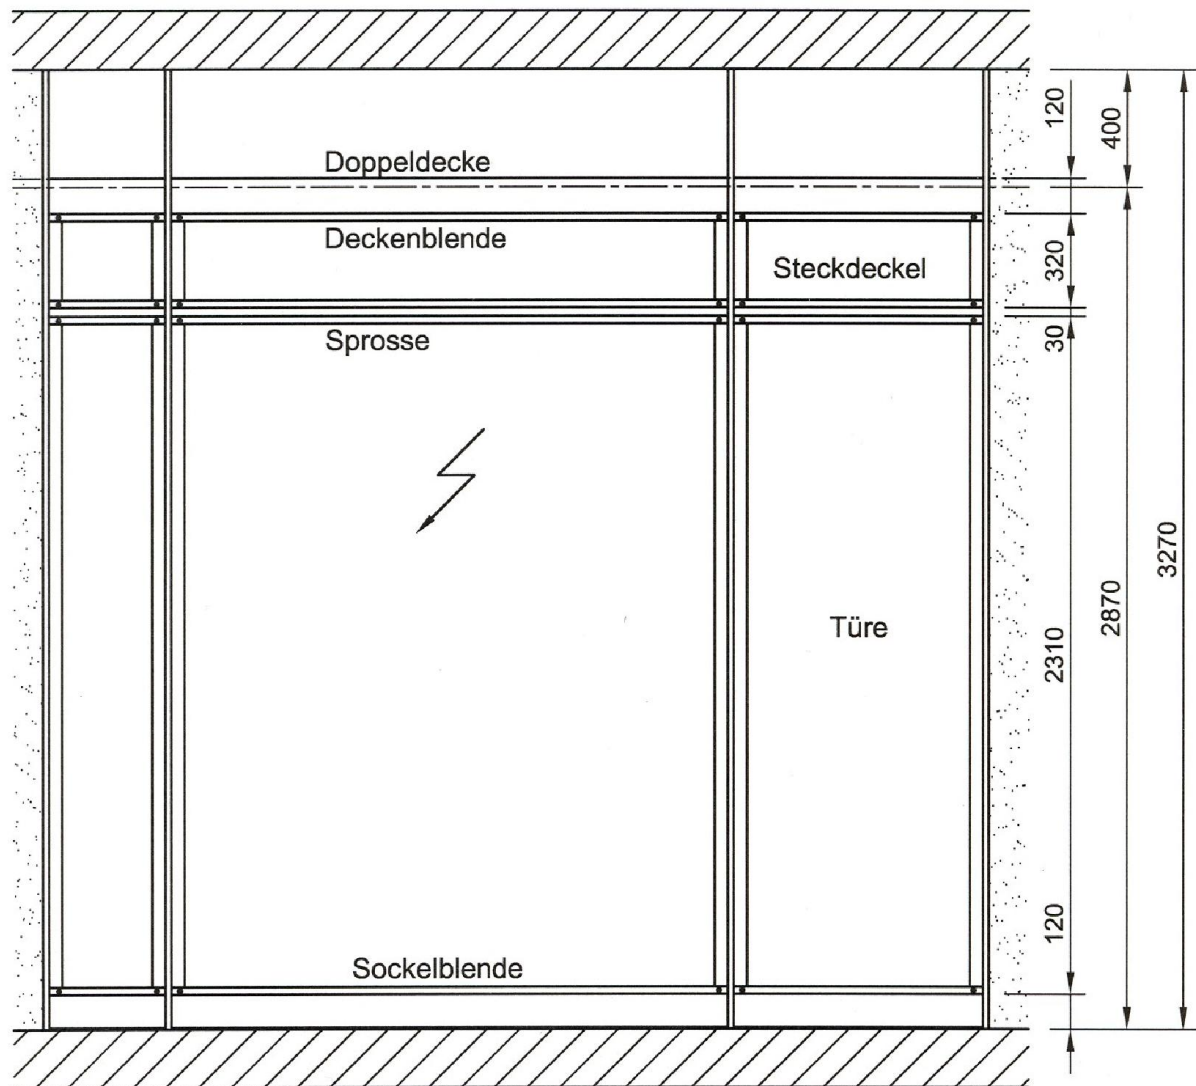 120
400
Doppeldecke
Deckenblende
Steckdeckel
320
Sprosse
30
3270
2870
Türe
2310
120
Sockelblende